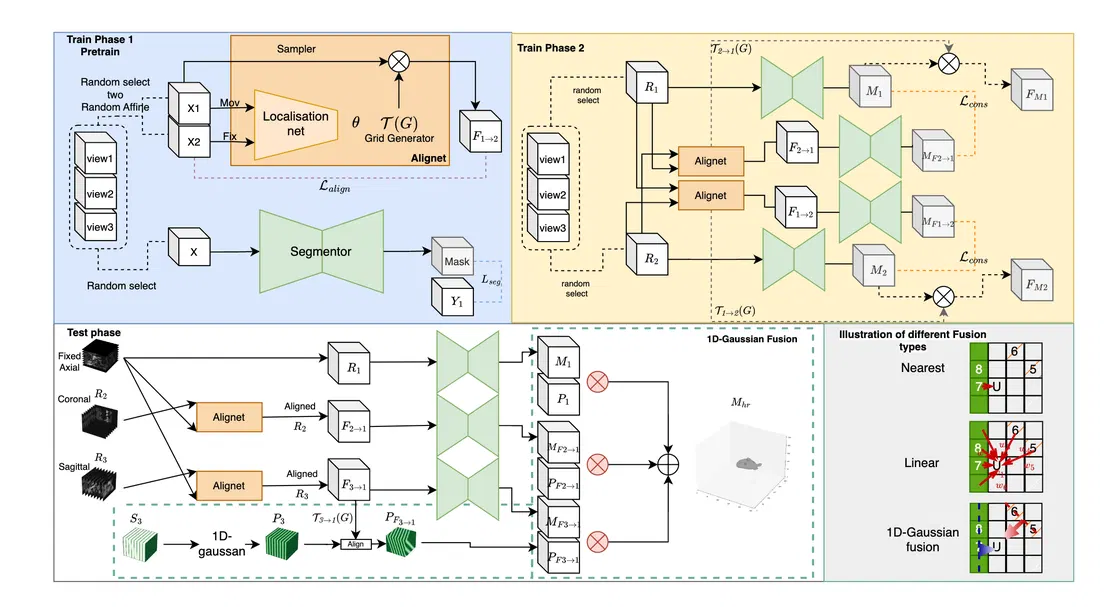 Train Phase 1
Pretrain
Sampler
Random select
two
Random Affine
X1
X2
Mov
Fix
Localisation
net
θ
𝒯(G)
Grid Generator
Alignet
F1→2
ℒalign
view1
view2
view3
Random select
X
Segmentor
Mask
Lseg
Y1
Train Phase 2
𝒯2→1(G)
random
select
R1
M1
FM1
ℒcons
view1
view2
view3
Alignet
Alignet
F2→1
F1→2
MF2→1
MF1→2
R2
M2
ℒcons
FM2
random
select
𝒯1→2(G)
Test phase
Fixed
Axial
R1
Coronal
R2
Alignet
Aligned
R2
F2→1
Sagittal
R3
Alignet
Aligned
R3
F3→1
S3
1D-
gaussan
P3
𝒯3→1(G)
Align
PF3→1
1D-Gaussian Fusion
M1
P1
MF2→1
PF2→1
MF3→1
PF3→1
Mhr
Illustration of different Fusion
types
Nearest
8
7
U
6
5
Linear
8
7
U
6
5
1D-Gaussian
fusion
U
6
5